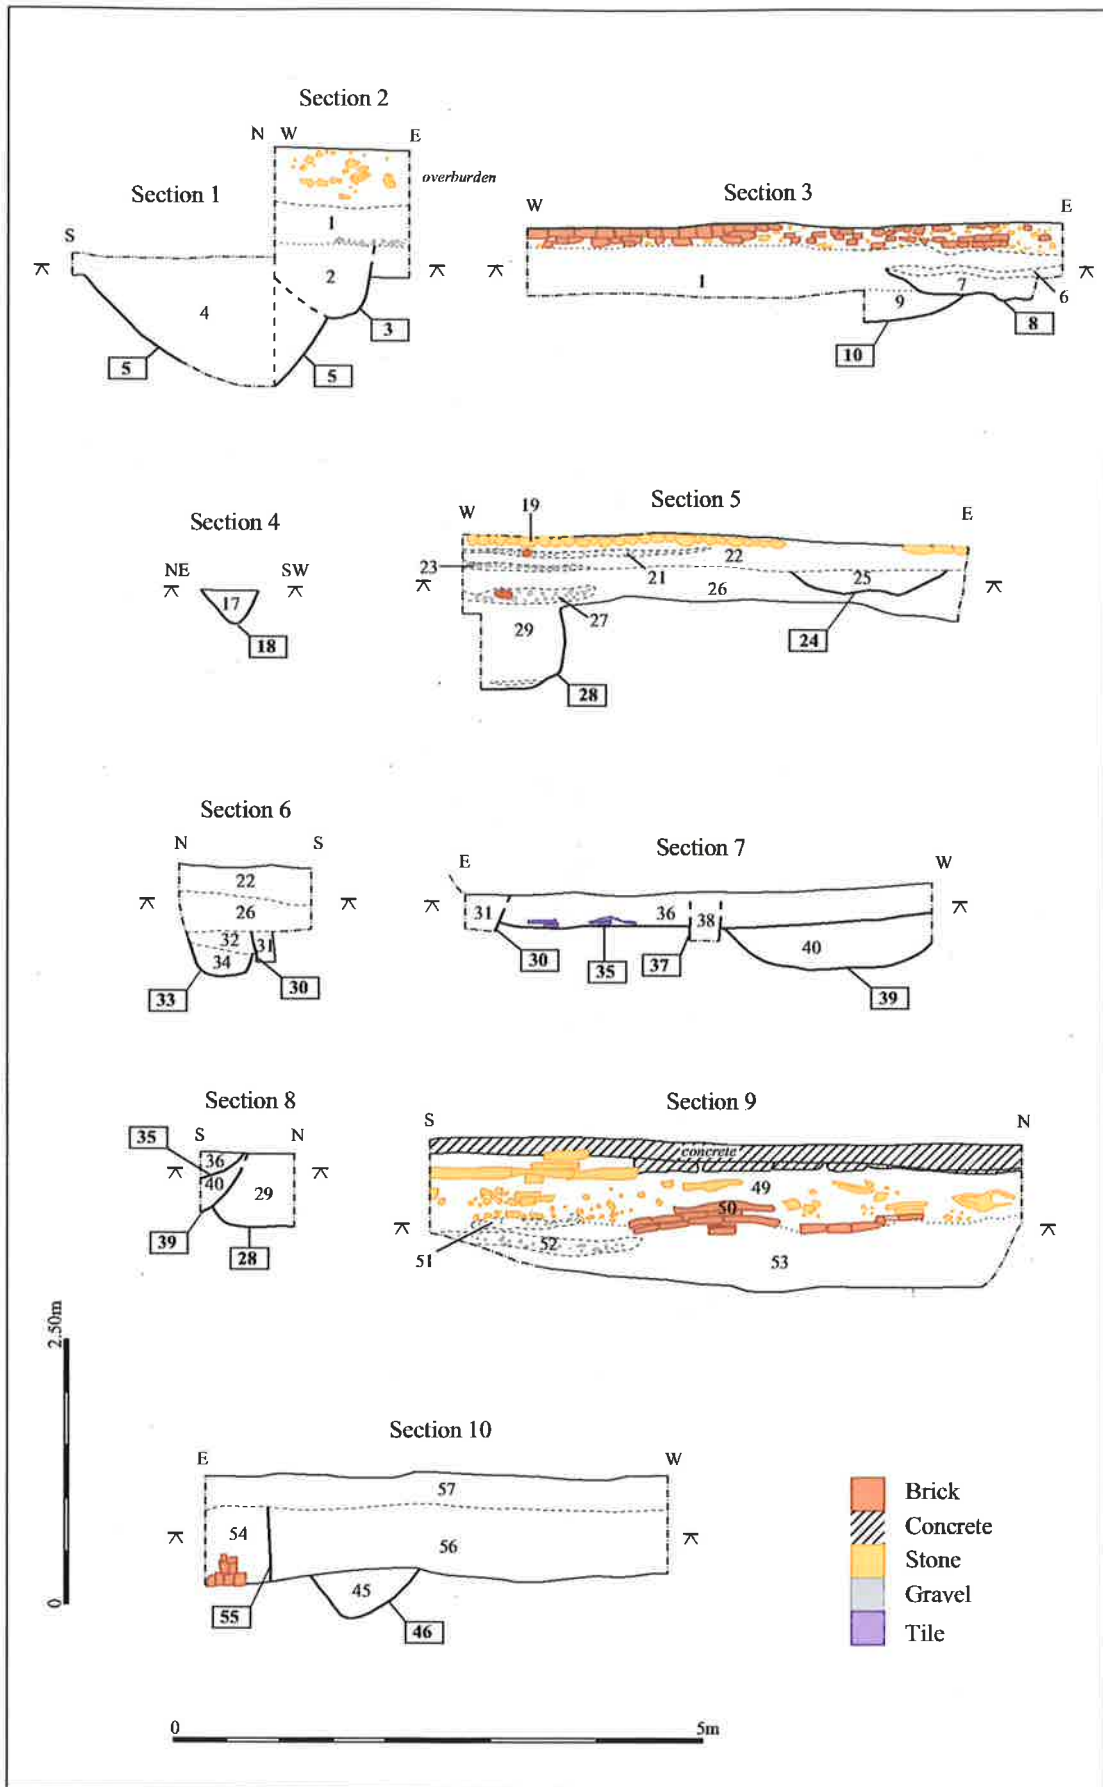 Section 2
N W E
overburden
Section 1
S
1
2
4
3
5
5
Section 3
W E
1
7
6
9
8
10
Section 4
NE SW
17
18
Section 5
19
W E
22
23
21
25
26
27
24
29
28
Section 6
N S
22
26
32
31
34
33
30
Section 7
E W
31
36
38
40
30
35
37
39
Section 8
35
S N
36
40
29
39
28
Section 9
S N
concrete
49
50
52
51
53
2.50m
0
Section 10
E W
57
54
56
45
55
46
Brick
Concrete
Stone
Gravel
Tile
0 5m